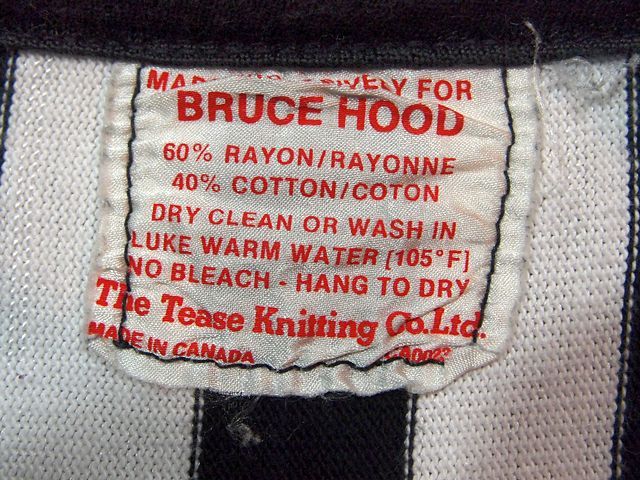 FOR
BRUCE HOOD
60% RAYON/RAYONNE
40% COTTON/COTON
DRY CLEAN OR WASH IN
LUKE WARM WATER [105°F]
NO BLEACH - HANG TO DRY
The Tease Knitting Co. Ltd.
MADE IN CANADA